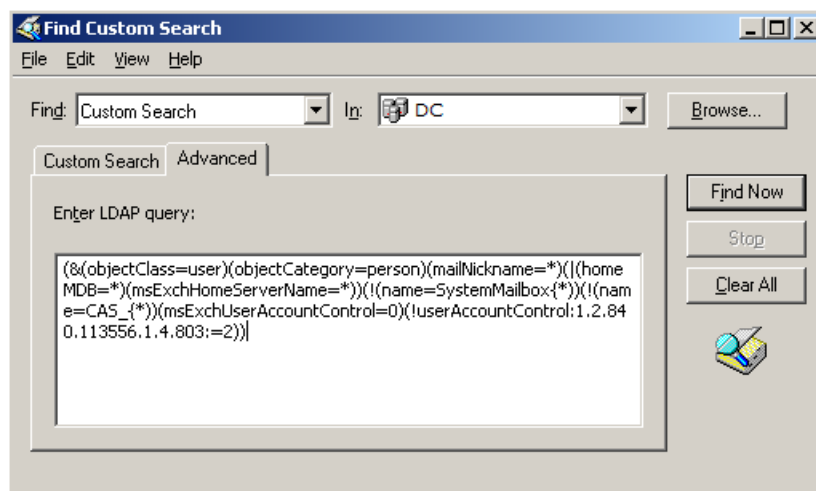 Find Custom Search
File Edit View Help
Find: Custom Search In: DC Browse...
Custom Search Advanced
Find Now
Enter LDAP query:
Stop
(&(objectClass=user)(objectCategory=person)(mailNickname=*)(|(home
MDB=*)(msExchHomeServerName=*))(!(name=SystemMailbox{*))(!(nam
e=CAS_{*))(msExchUserAccountControl=0)(!userAccountControl:1.2.84
0.113556.1.4.803:=2))
Clear All